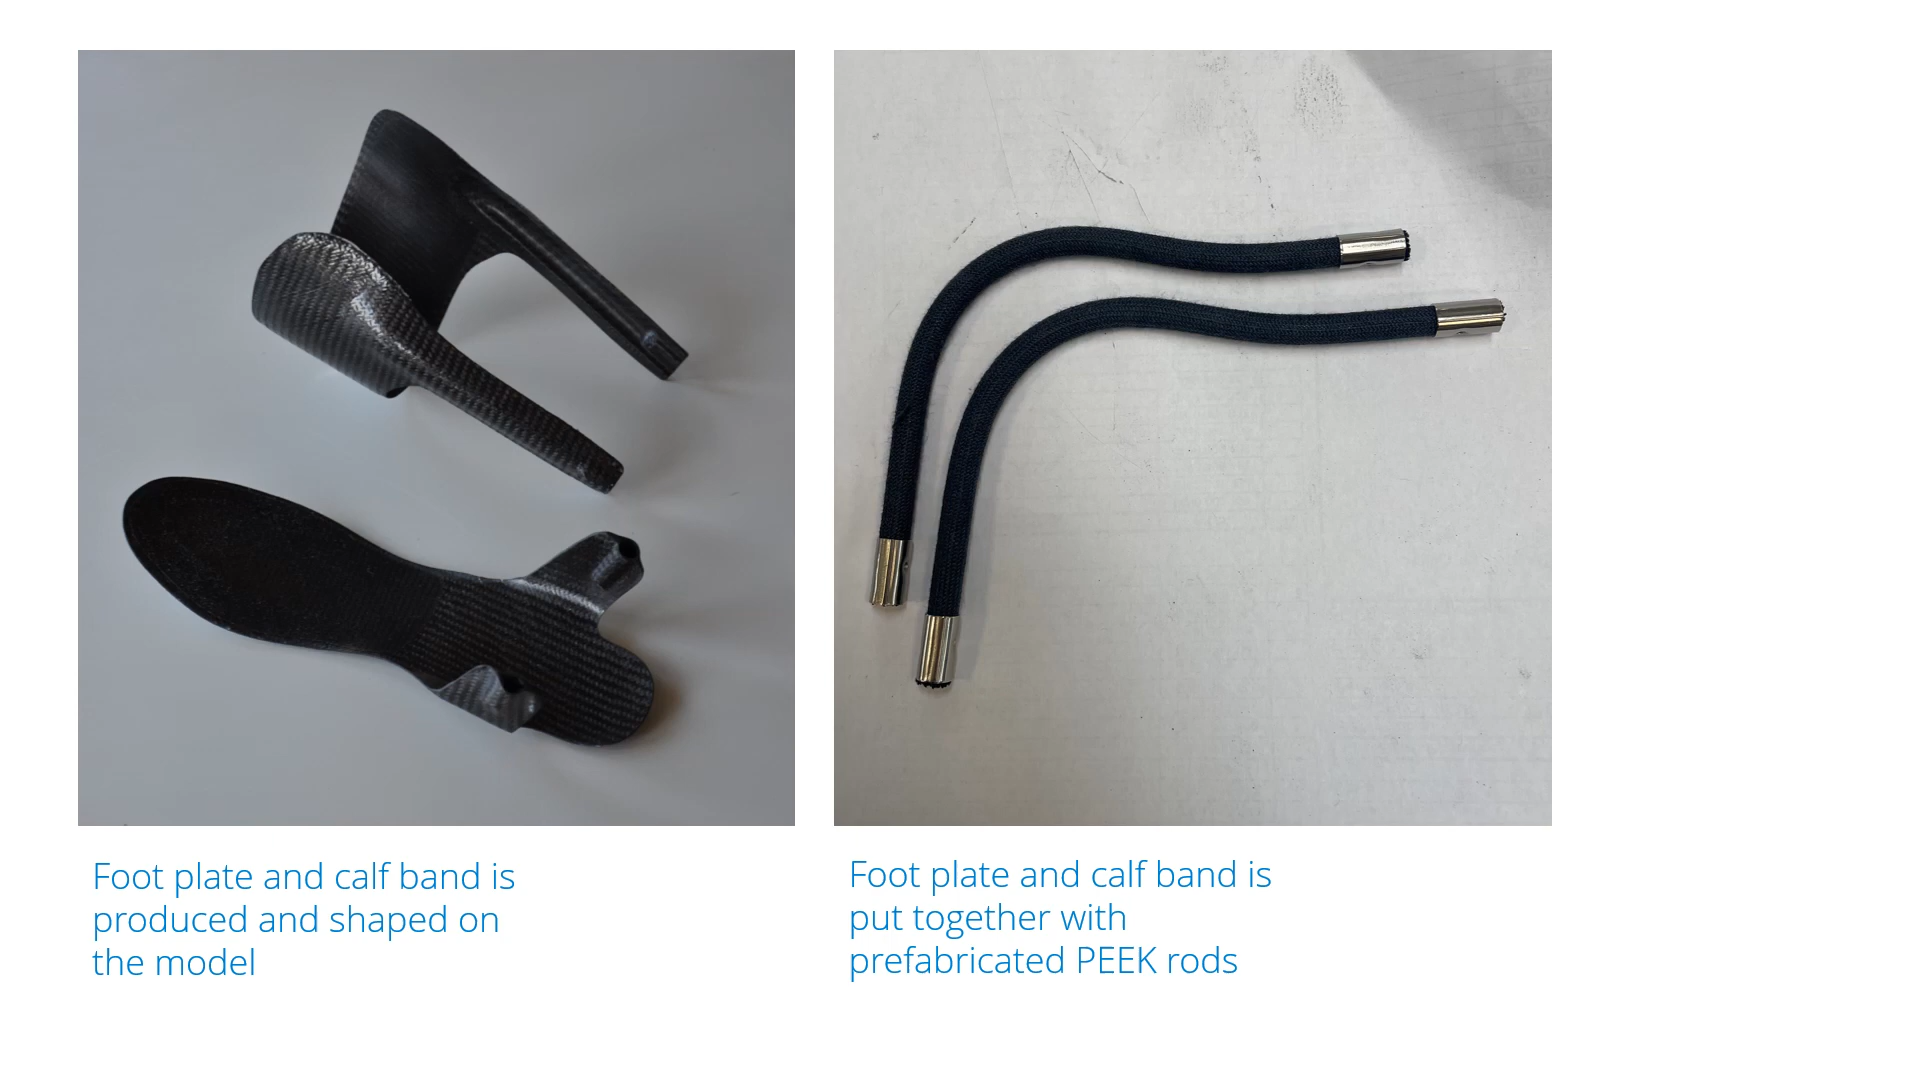 Foot plate and calf band is
produced and shaped on
the model
Foot plate and calf band is
put together with
prefabricated PEEK rods